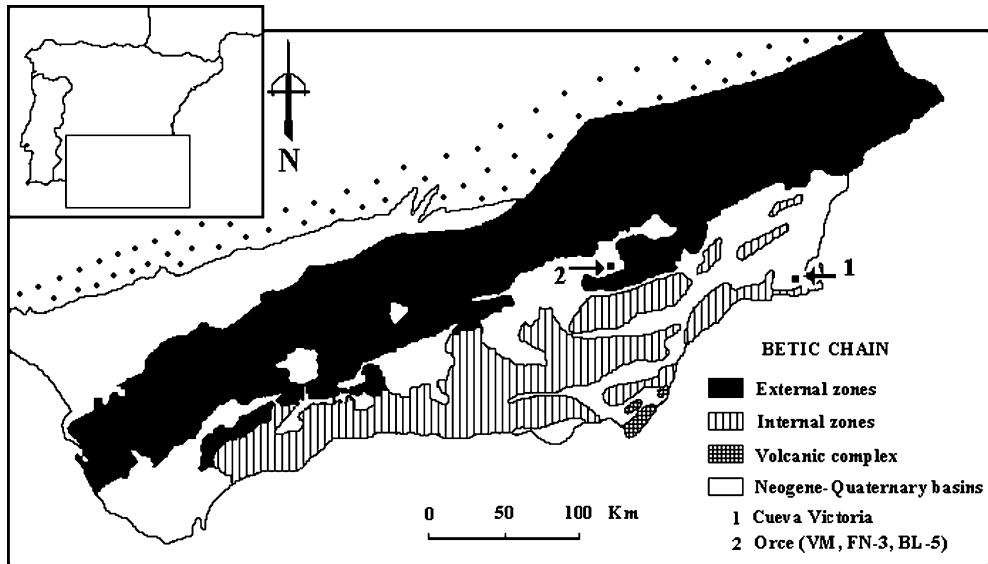 N
2
1
BETIC CHAIN
External zones
Internal zones
Volcanic complex
Neogene-Quaternary basins
1 Cueva Victoria
2 Orce (VM, FN-3, BL-5)
0 50 100 Km